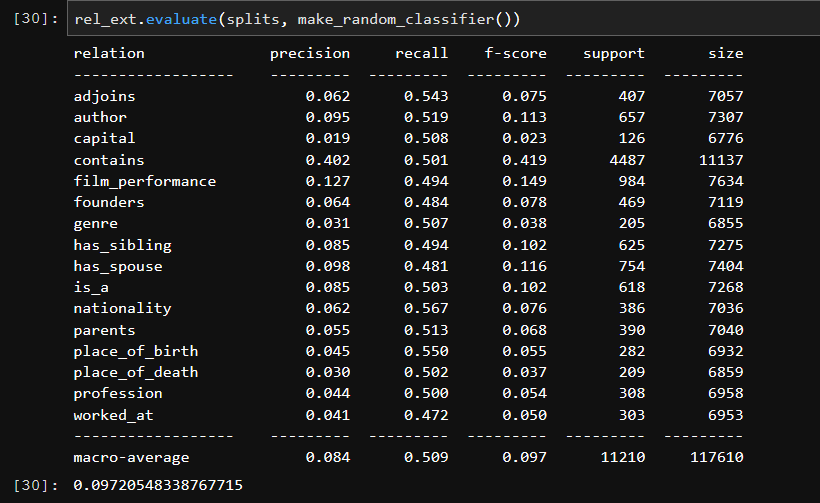 [30]: rel_ext.evaluate(splits, make_random_classifier())
relation precision recall f-score support size
------------------ --------- --------- --------- --------- ---------
adjoins 0.062 0.543 0.075 407 7057
author 0.095 0.519 0.113 657 7307
capital 0.019 0.508 0.023 126 6776
contains 0.402 0.501 0.419 4487 11137
film_performance 0.127 0.494 0.149 984 7634
founders 0.064 0.484 0.078 469 7119
genre 0.031 0.507 0.038 205 6855
has_sibling 0.085 0.494 0.102 625 7275
has_spouse 0.098 0.481 0.116 754 7404
is_a 0.085 0.503 0.102 618 7268
nationality 0.062 0.567 0.076 386 7036
parents 0.055 0.513 0.068 390 7040
place_of_birth 0.045 0.550 0.055 282 6932
place_of_death 0.030 0.502 0.037 209 6859
profession 0.044 0.500 0.054 308 6958
worked_at 0.041 0.472 0.050 303 6953
------------------ --------- --------- --------- --------- ---------
macro-average 0.084 0.509 0.097 11210 117610
[30]: 0.09720548338767715